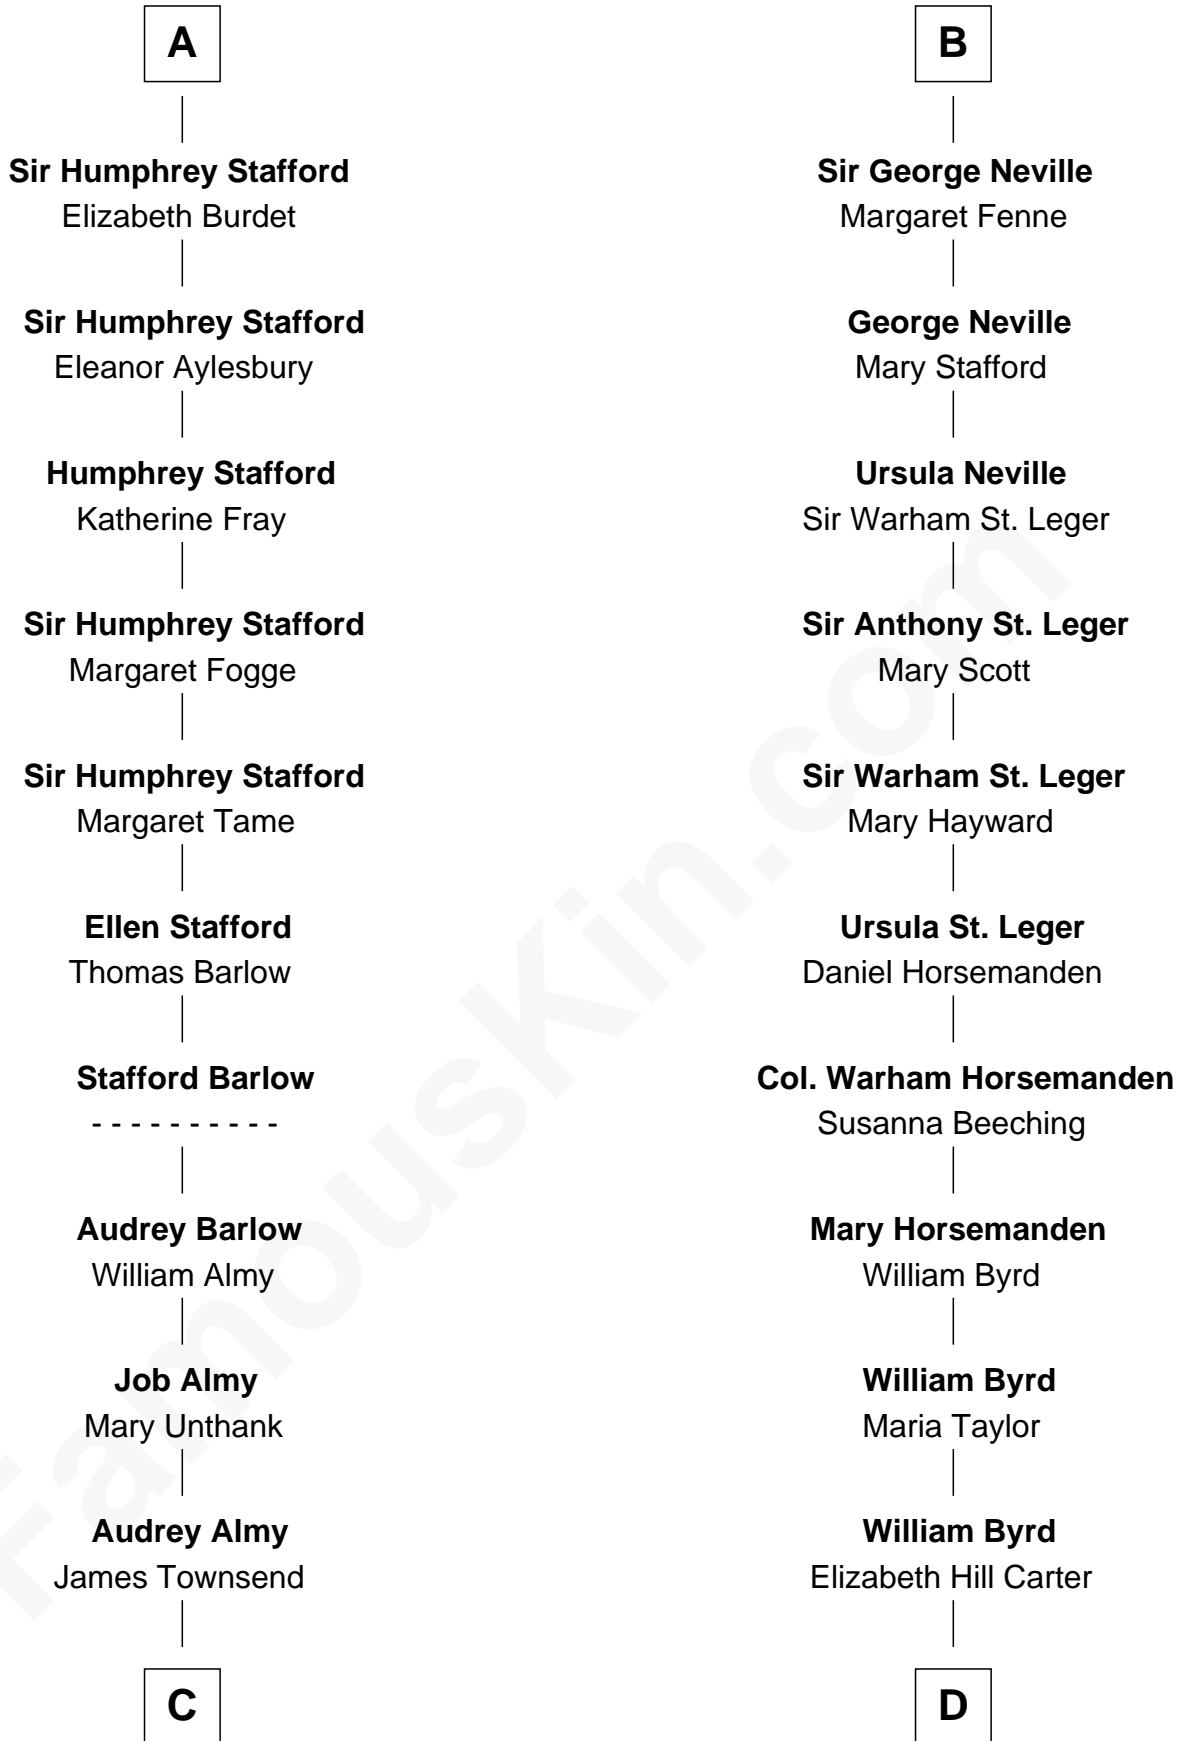 A
Sir Humphrey Stafford
Elizabeth Burdet
Sir Humphrey Stafford
Eleanor Aylesbury
Humphrey Stafford
Katherine Fray
Sir Humphrey Stafford
Margaret Fogge
Sir Humphrey Stafford
Margaret Tame
Ellen Stafford
Thomas Barlow
Stafford Barlow
- - - - - - - - - -
Audrey Barlow
William Almy
Job Almy
Mary Unthank
Audrey Almy
James Townsend
C
B
Sir George Neville
Margaret Fenne
George Neville
Mary Stafford
Ursula Neville
Sir Warham St. Leger
Sir Anthony St. Leger
Mary Scott
Sir Warham St. Leger
Mary Hayward
Ursula St. Leger
Daniel Horsemanden
Col. Warham Horsemanden
Susanna Beeching
Mary Horsemanden
William Byrd
William Byrd
Maria Taylor
William Byrd
Elizabeth Hill Carter
D
FamousKin.com